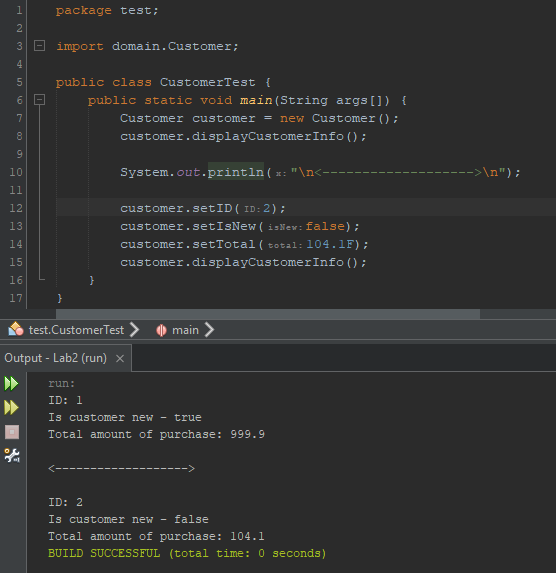 1 package test;
2
3 import domain.Customer;
4
5 public class CustomerTest {
6 public static void main(String args[]) {
7 Customer customer = new Customer();
8 customer.displayCustomerInfo();
9
10 System.out.println(x: "\n<------------------->\n");
11
12 customer.setID(ID: 2);
13 customer.setIsNew(isNew: false);
14 customer.setTotal(total: 104.1F);
15 customer.displayCustomerInfo();
16 }
17 }
test.CustomerTest main
Output - Lab2 (run) ×
run:
ID: 1
Is customer new - true
Total amount of purchase: 999.9
<------------------->
ID: 2
Is customer new - false
Total amount of purchase: 104.1
BUILD SUCCESSFUL (total time: 0 seconds)